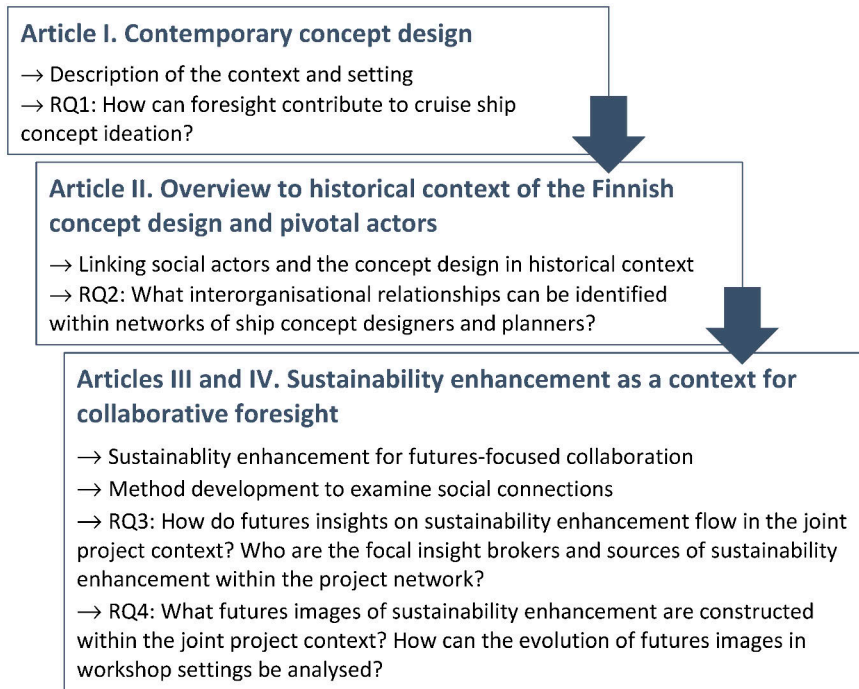 Article I. Contemporary concept design
→ Description of the context and setting
→ RQ1: How can foresight contribute to cruise ship
concept ideation?
Article II. Overview to historical context of the Finnish
concept design and pivotal actors
→ Linking social actors and the concept design in historical context
→ RQ2: What interorganisational relationships can be identified
within networks of ship concept designers and planners?
Articles III and IV. Sustainability enhancement as a context for
collaborative foresight
→ Sustainablity enhancement for futures-focused collaboration
→ Method development to examine social connections
→ RQ3: How do futures insights on sustainability enhancement flow in the joint
project context? Who are the focal insight brokers and sources of sustainability
enhancement within the project network?
→ RQ4: What futures images of sustainability enhancement are constructed
within the joint project context? How can the evolution of futures images in
workshop settings be analysed?